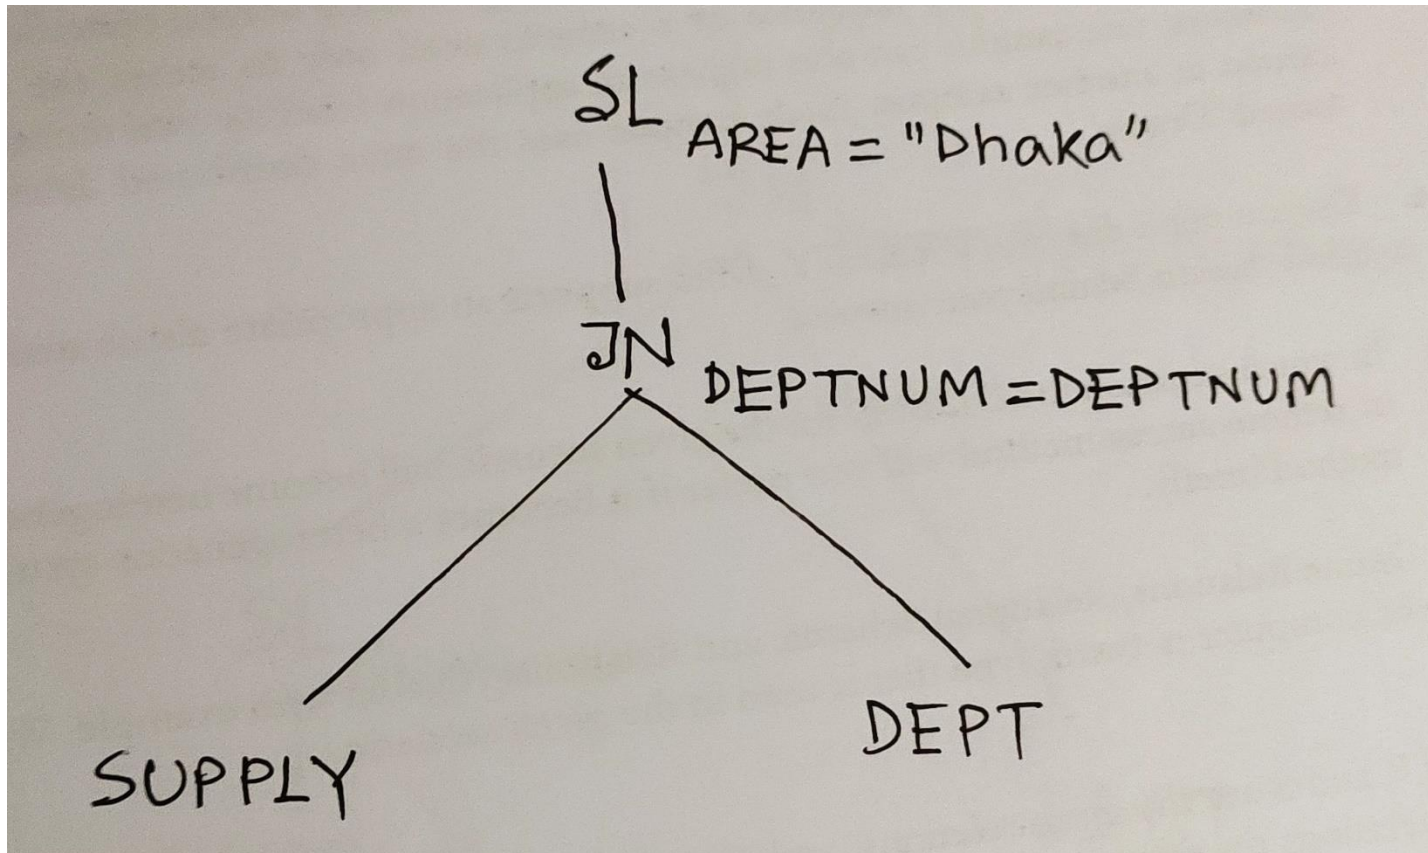 SL
AREA = "Dhaka"
JN
DEPTNUM = DEPTNUM
SUPPLY
DEPT